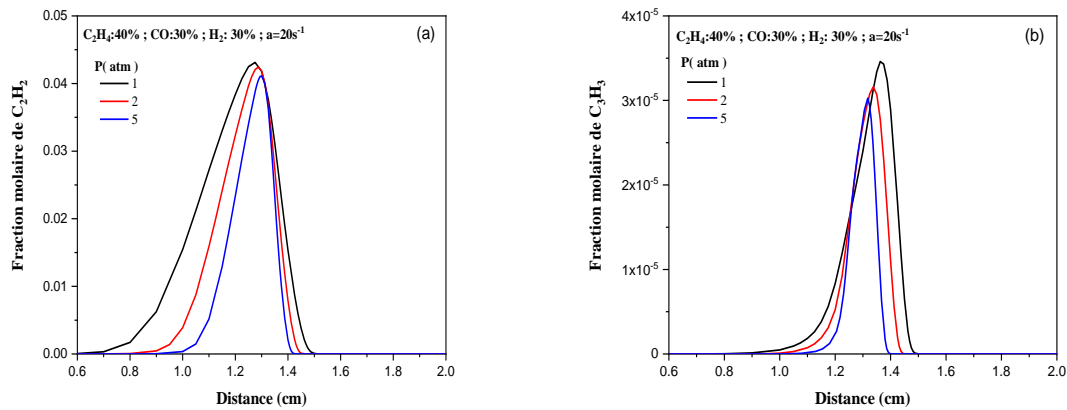 (a)
C₂H₄:40% ; CO:30% ; H₂: 30% ; a=20s⁻¹
P( atm )
1
2
5
Fraction molaire de C₂H₂
0.05
0.04
0.03
0.02
0.01
0.00
0.6 0.8 1.0 1.2 1.4 1.6 1.8 2.0
Distance (cm)
(b)
C₂H₄:40% ; CO:30% ; H₂: 30% ; a=20s⁻¹
P( atm )
1
2
5
Fraction molaire de C₃H₃
4x10⁻⁵
3x10⁻⁵
2x10⁻⁵
1x10⁻⁵
0
0.6 0.8 1.0 1.2 1.4 1.6 1.8 2.0
Distance (cm)